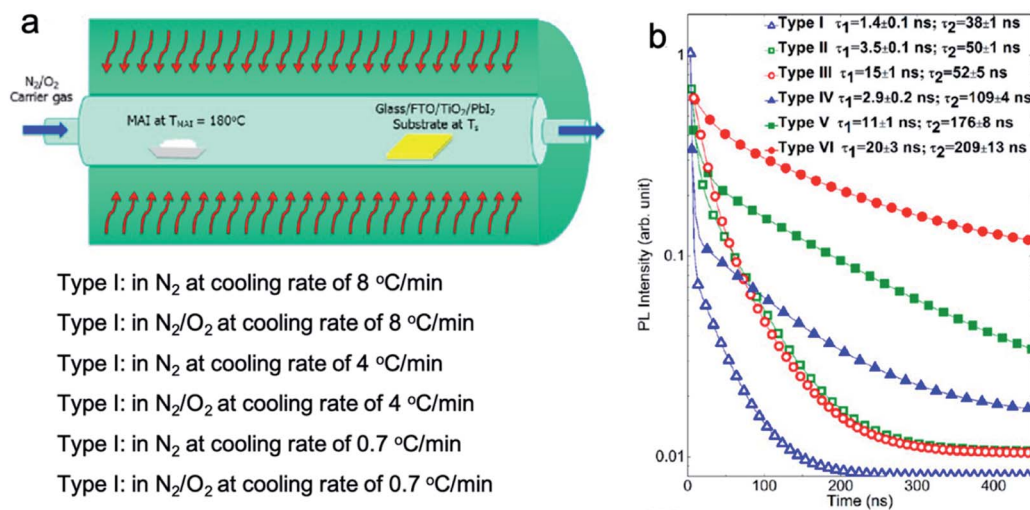 a
N₂/O₂
Carrier gas
MAI at T_MAI = 180°C
Glass/FTO/TiO₂/PbI₂
Substrate at Tₛ
Type I: in N₂ at cooling rate of 8 °C/min
Type I: in N₂/O₂ at cooling rate of 8 °C/min
Type I: in N₂ at cooling rate of 4 °C/min
Type I: in N₂/O₂ at cooling rate of 4 °C/min
Type I: in N₂ at cooling rate of 0.7 °C/min
Type I: in N₂/O₂ at cooling rate of 0.7 °C/min
b
Type I τ1=1.4±0.1 ns; τ2=38±1 ns
Type II τ1=3.5±0.1 ns; τ2=50±1 ns
Type III τ1=15±1 ns; τ2=52±5 ns
Type IV τ1=2.9±0.2 ns; τ2=109±4 ns
Type V τ1=11±1 ns; τ2=176±8 ns
Type VI τ1=20±3 ns; τ2=209±13 ns
PL Intensity (arb. unit)
1
0.1
0.01
0 100 200 300 400
Time (ns)